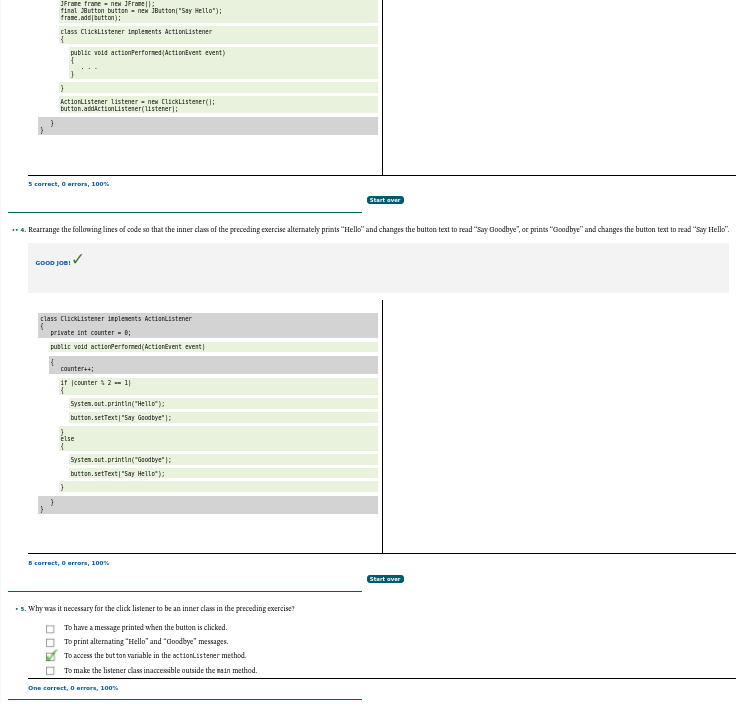 JFrame frame = new JFrame();
final JButton button = new JButton("Say Hello");
frame.add(button);
class ClickListener implements ActionListener
{
public void actionPerformed(ActionEvent event)
{
. . .
}
}
ActionListener listener = new ClickListener();
button.addActionListener(listener);
}
}
5 correct, 0 errors, 100%
Start over
•• 4. Rearrange the following lines of code so that the inner class of the preceding exercise alternately prints “Hello” and changes the button text to read “Say Goodbye”, or prints “Goodbye” and changes the button text to read “Say Hello”.
GOOD JOB!
class ClickListener implements ActionListener
{
private int counter = 0;
public void actionPerformed(ActionEvent event)
{
counter++;
if (counter % 2 == 1)
{
System.out.println("Hello");
button.setText("Say Goodbye");
}
else
{
System.out.println("Goodbye");
button.setText("Say Hello");
}
}
}
8 correct, 0 errors, 100%
Start over
• 5. Why was it necessary for the click listener to be an inner class in the preceding exercise?
To have a message printed when the button is clicked.
To print alternating “Hello” and “Goodbye” messages.
To access the button variable in the actionListener method.
To make the listener class inaccessible outside the main method.
One correct, 0 errors, 100%